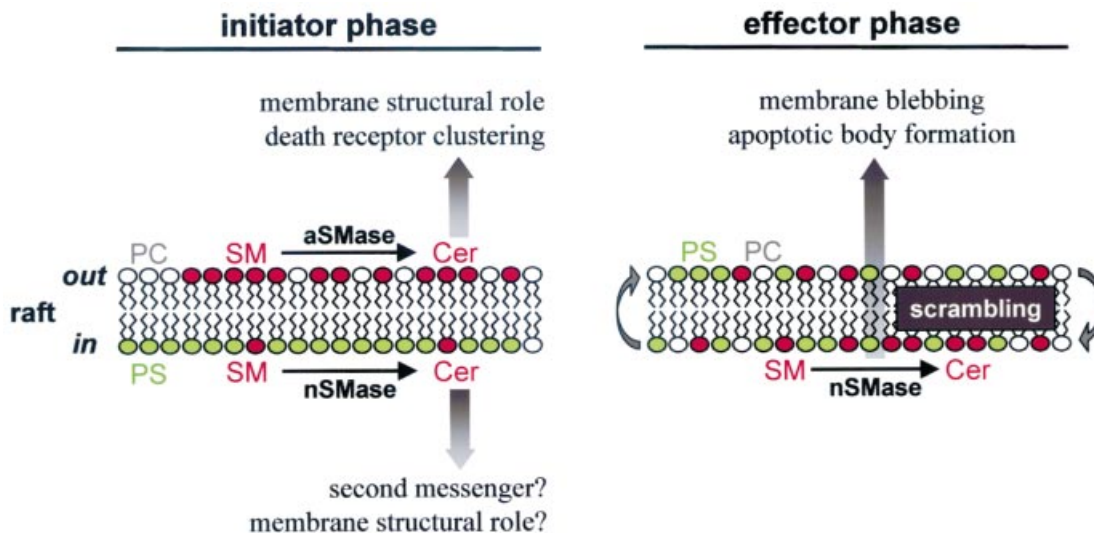 initiator phase
membrane structural role
death receptor clustering
PC SM aSMase Cer
out
raft
in
PS SM nSMase Cer
second messenger?
membrane structural role?
effector phase
membrane blebbing
apoptotic body formation
PS PC
scrambling
SM nSMase Cer